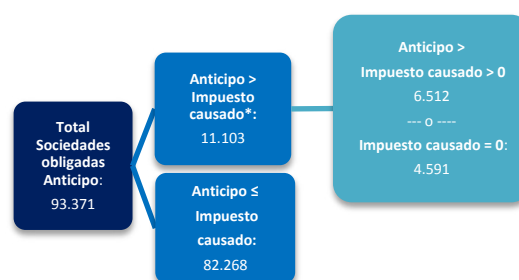 Total
Sociedades
obligadas
Anticipo:
93.371
Anticipo >
Impuesto
causado*:
11.103
Anticipo ≤
Impuesto
causado:
82.268
Anticipo >
Impuesto causado > 0
6.512
--- o ----
Impuesto causado = 0:
4.591